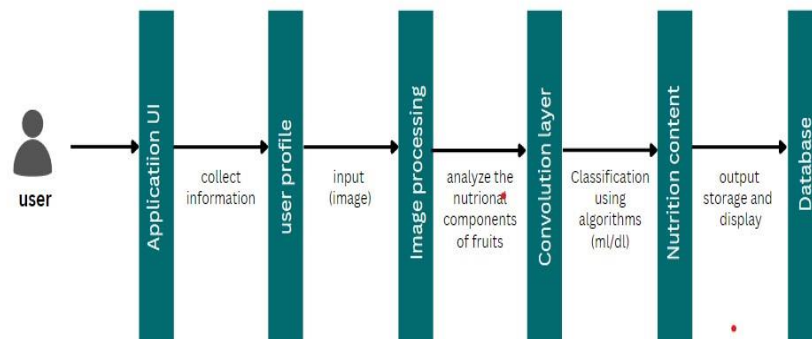 user
Applicatiion UI
collect
information
user profile
input
(image)
Image processing
analyze the
nutrional
components
of fruits
Convolution layer
Classification
using
algorithms
(ml/dl)
Nutrition content
output
storage and
display
Database